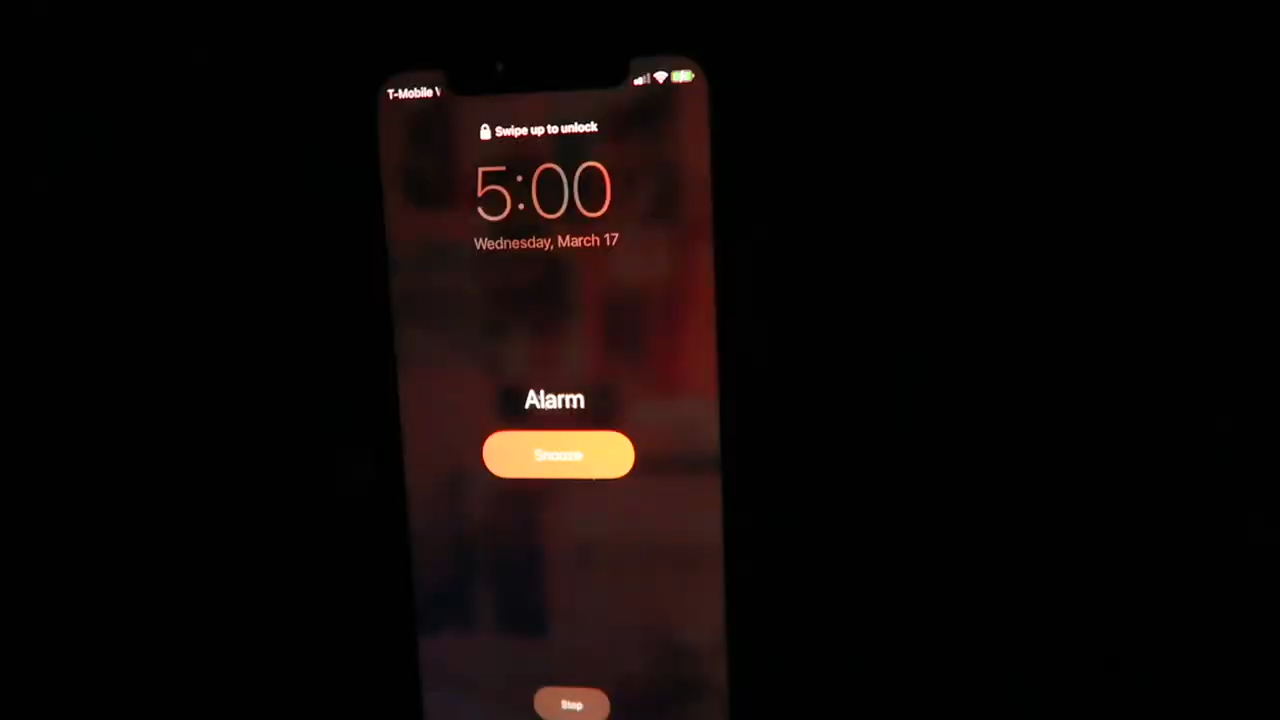 T-Mobile
Swipe up to unlock
5:00
Wednesday, March 17
Alarm
Snooze
Stop